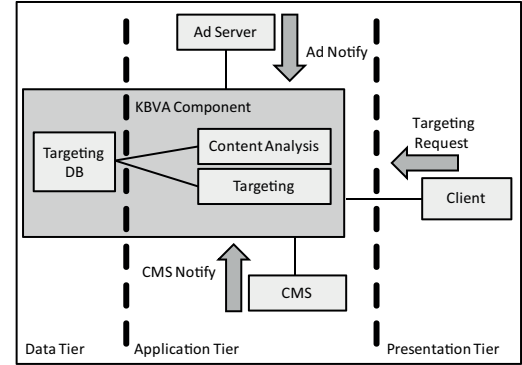 Ad Server
Ad Notify
KBVA Component
Targeting
DB
Content Analysis
Targeting
Targeting
Request
Client
CMS Notify
CMS
Data Tier
Application Tier
Presentation Tier